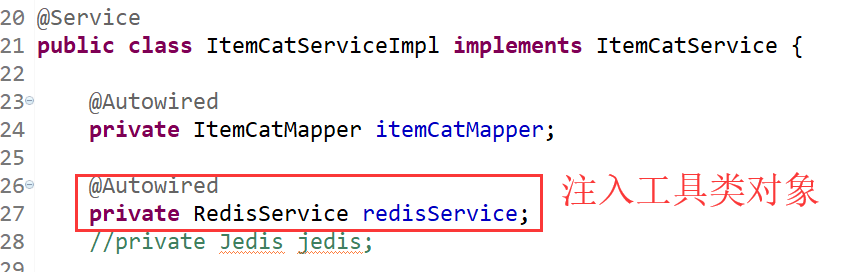 20 @Service
21 public class ItemCatServiceImpl implements ItemCatService {
22
23 @Autowired
24 private ItemCatMapper itemCatMapper;
25
26 @Autowired
27 private RedisService redisService;
注入工具类对象
28 //private Jedis jedis;
29